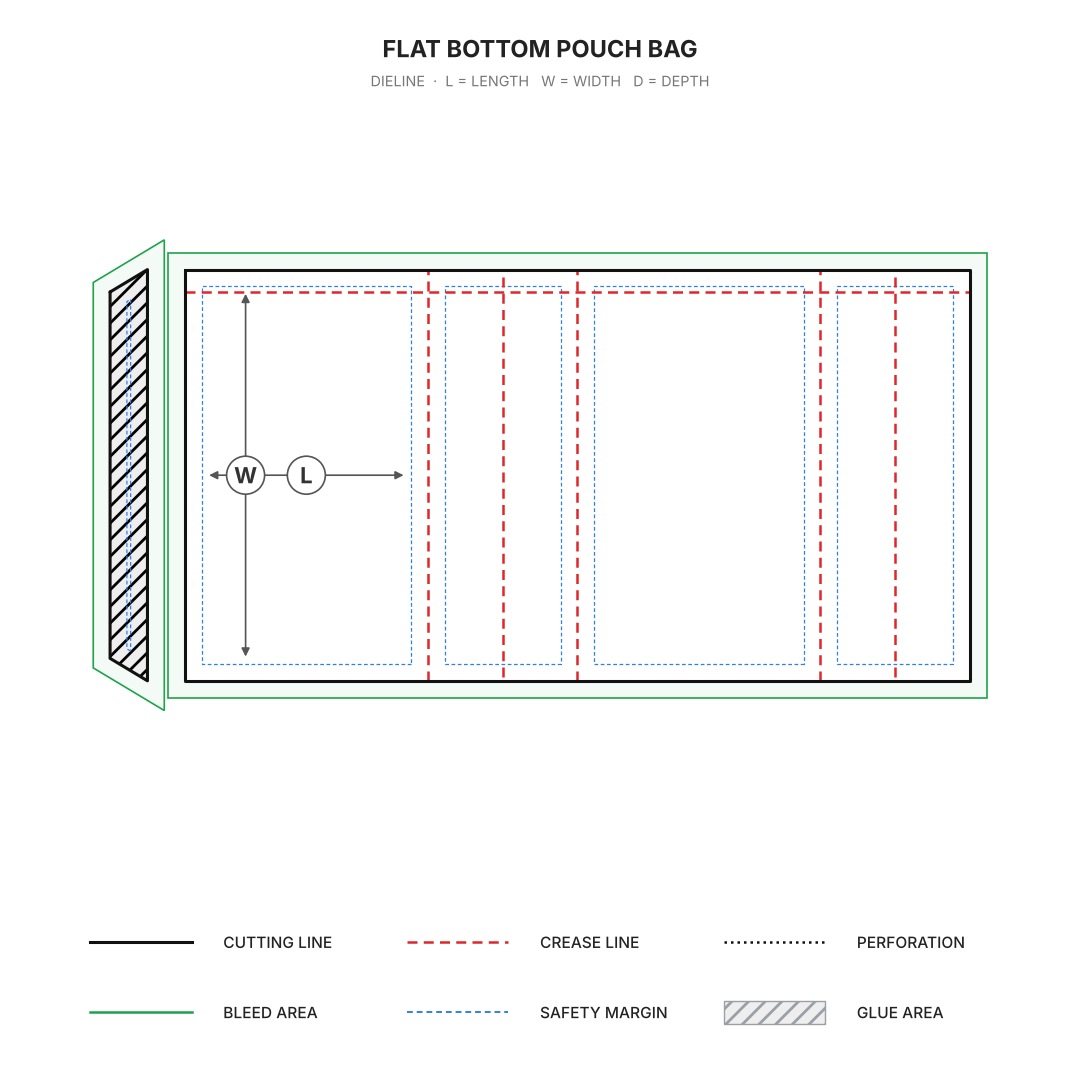 FLAT BOTTOM POUCH BAG
DIELINE · L = LENGTH W = WIDTH D = DEPTH
W L
CUTTING LINE
CREASE LINE
PERFORATION
BLEED AREA
SAFETY MARGIN
GLUE AREA